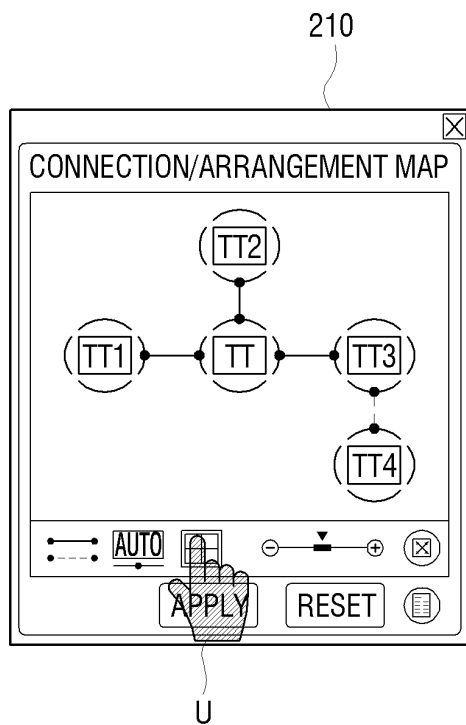 210
CONNECTION/ARRANGEMENT MAP
TT2
TT1 TT TT3
TT4
AUTO
APPLY RESET
U